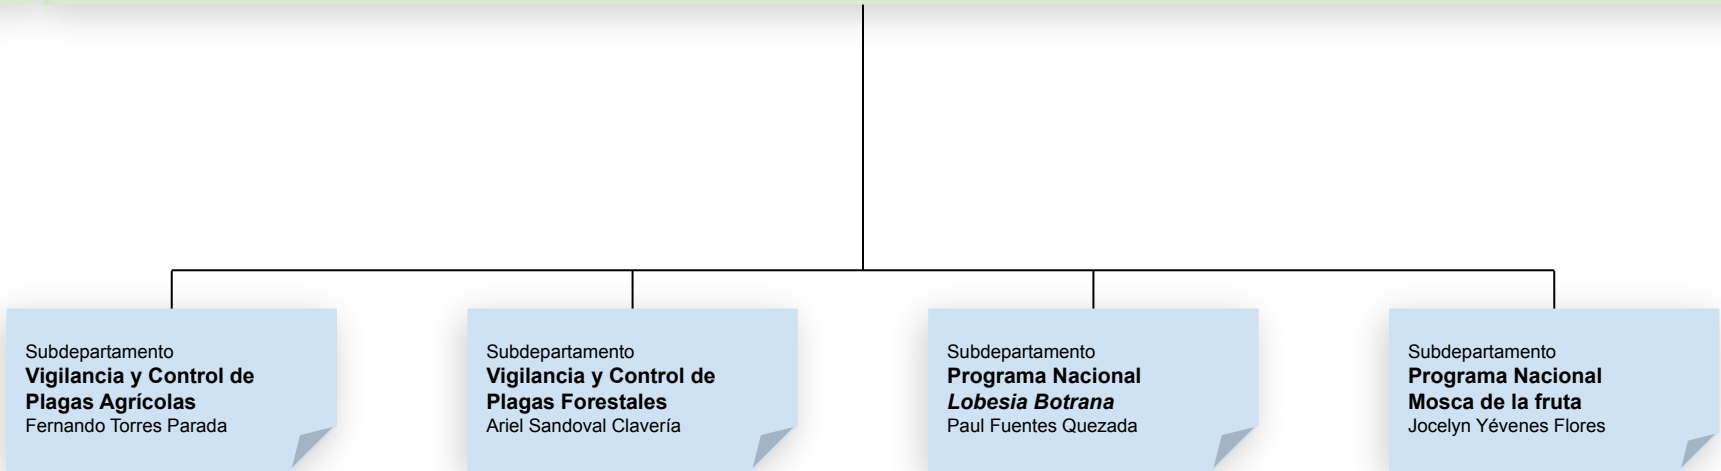 Subdepartamento
Vigilancia y Control de
Plagas Agrícolas
Fernando Torres Parada
Subdepartamento
Vigilancia y Control de
Plagas Forestales
Ariel Sandoval Clavería
Subdepartamento
Programa Nacional
Lobesia Botrana
Paul Fuentes Quezada
Subdepartamento
Programa Nacional
Mosca de la fruta
Jocelyn Yévenes Flores